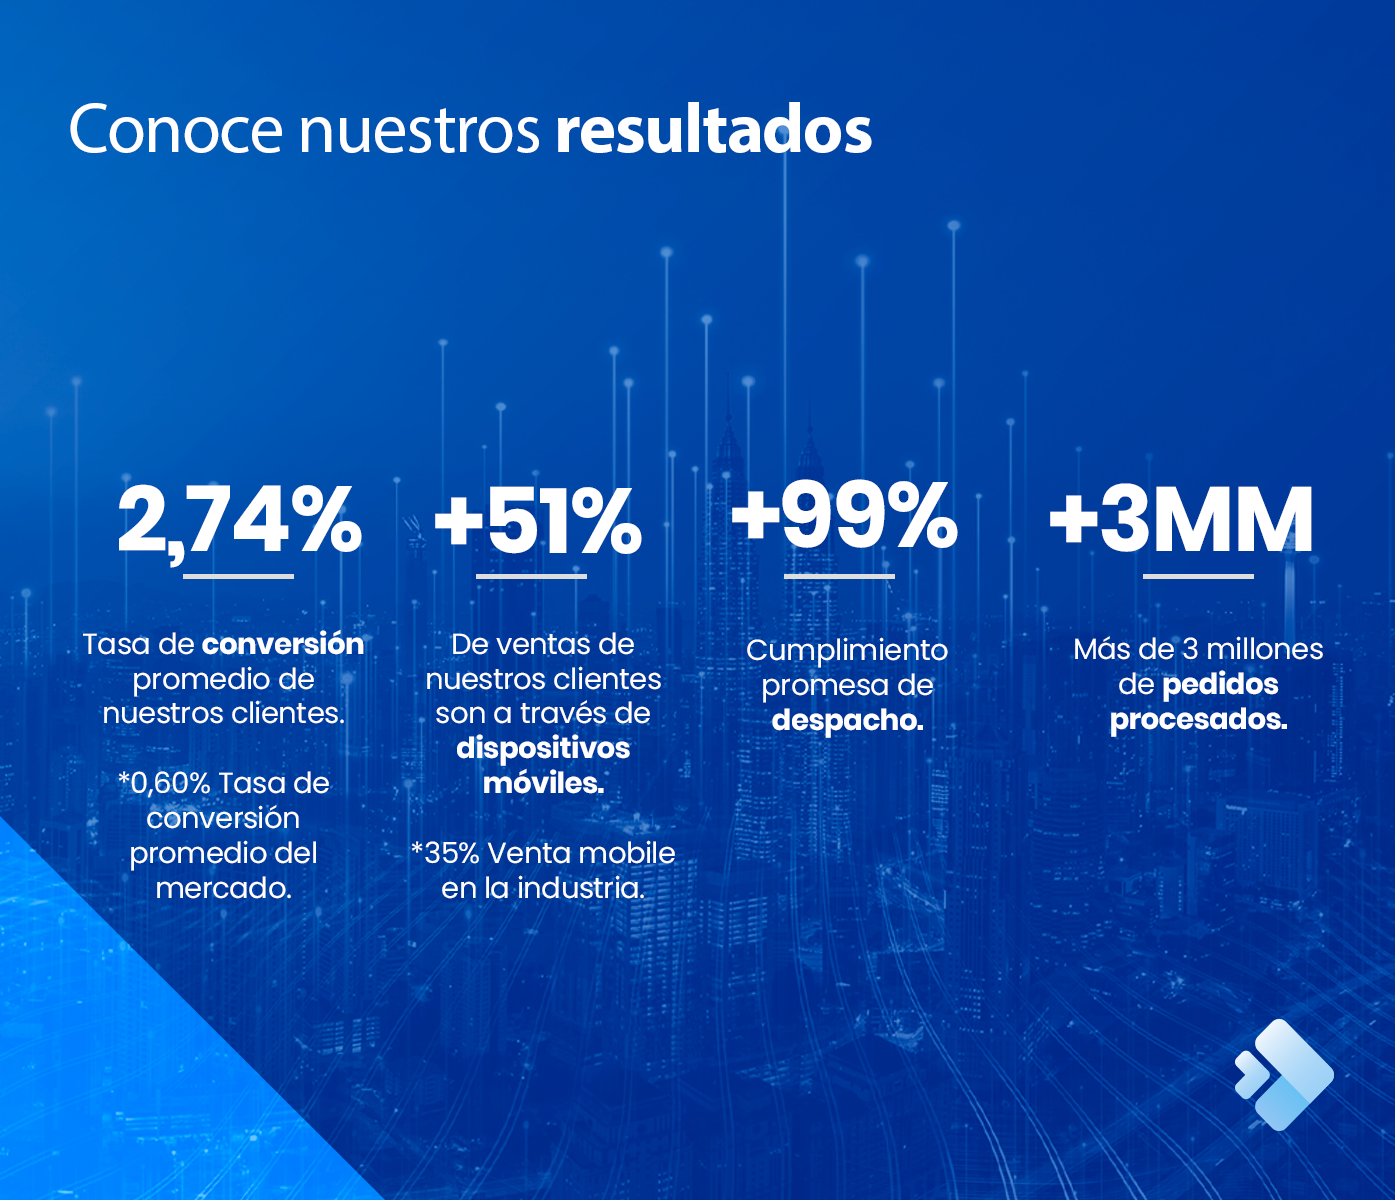 Conoce nuestros resultados
2,74%
Tasa de conversión
promedio de
nuestros clientes.
*0,60% Tasa de
conversión
promedio del
mercado.
+51%
De ventas de
nuestros clientes
son a través de
dispositivos
móviles.
*35% Venta mobile
en la industria.
+99%
Cumplimiento
promesa de
despacho.
+3MM
Más de 3 millones
de pedidos
procesados.